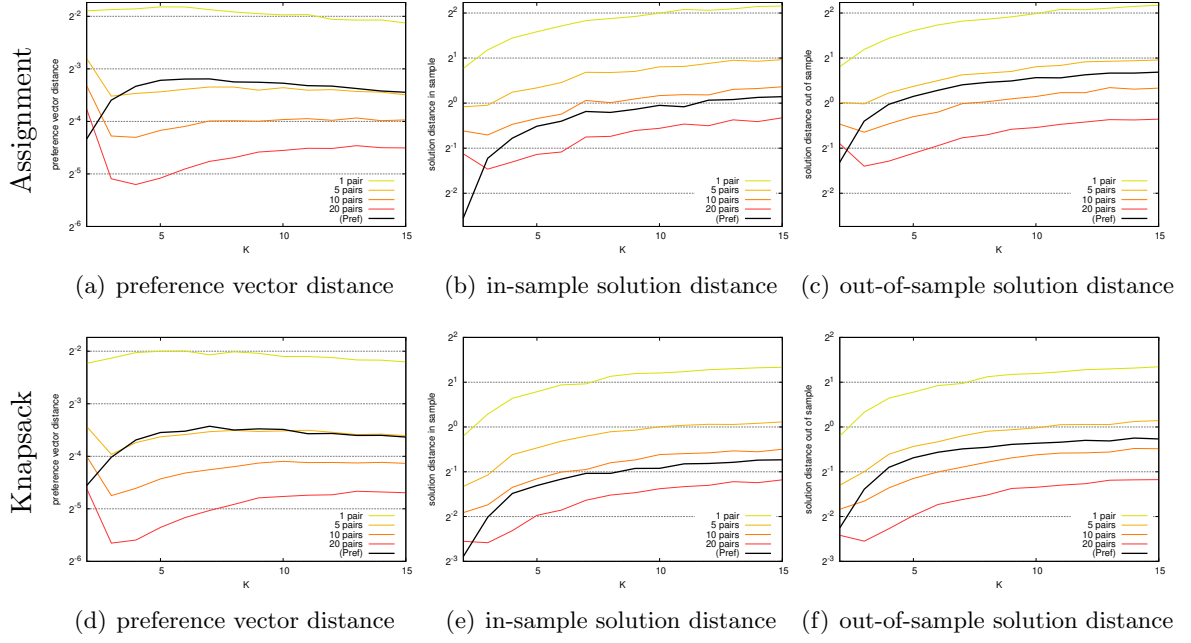 Assignment
preference vector distance
2^-2
2^-3
2^-4
2^-5
2^-6
1 pair
5 pairs
10 pairs
20 pairs
(Pref)
5 10 15
K
(a) preference vector distance
solution distance in sample
2^2
2^1
2^0
2^-1
2^-2
1 pair
5 pairs
10 pairs
20 pairs
(Pref)
5 10 15
K
(b) in-sample solution distance
solution distance out of sample
2^2
2^1
2^0
2^-1
2^-2
1 pair
5 pairs
10 pairs
20 pairs
(Pref)
5 10 15
K
(c) out-of-sample solution distance
Knapsack
preference vector distance
2^-2
2^-3
2^-4
2^-5
2^-6
1 pair
5 pairs
10 pairs
20 pairs
(Pref)
5 10 15
K
(d) preference vector distance
solution distance in sample
2^2
2^1
2^0
2^-1
2^-2
2^-3
1 pair
5 pairs
10 pairs
20 pairs
(Pref)
5 10 15
K
(e) in-sample solution distance
solution distance out of sample
2^2
2^1
2^0
2^-1
2^-2
2^-3
1 pair
5 pairs
10 pairs
20 pairs
(Pref)
5 10 15
K
(f) out-of-sample solution distance